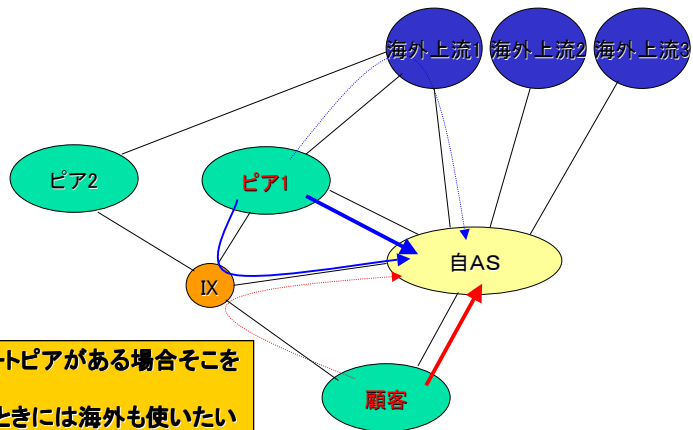 海外上流1 海外上流2 海外上流3
ピア2
ピア1
自AS
IX
ートピアがある場合そこを
ときには海外も使いたい
顧客